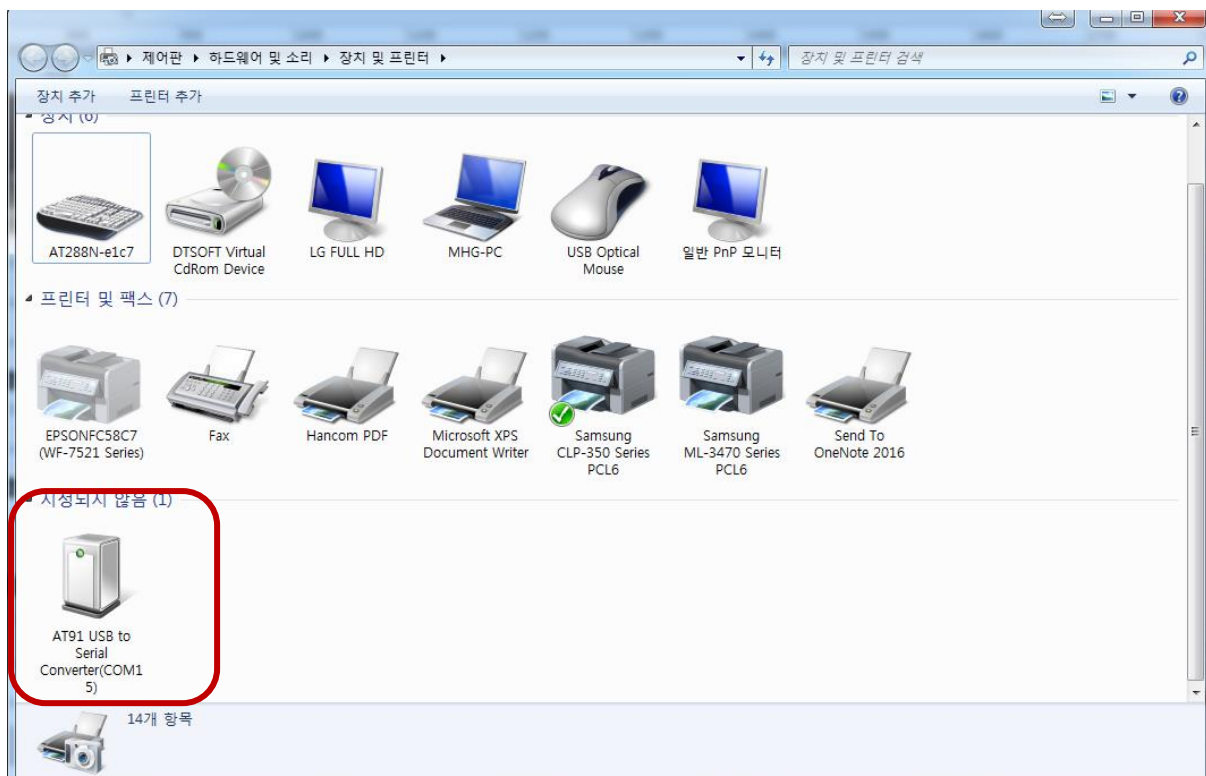 제어판 ▸ 하드웨어 및 소리 ▸ 장치 및 프린터 ▸
장치 및 프린터 검색
장치 추가 프린터 추가
장치 (6)
AT288N-e1c7
DTSOFT Virtual
CdRom Device
LG FULL HD
MHG-PC
USB Optical
Mouse
일반 PnP 모니터
프린터 및 팩스 (7)
EPSONFC58C7
(WF-7521 Series)
Fax
Hancom PDF
Microsoft XPS
Document Writer
Samsung
CLP-350 Series
PCL6
Samsung
ML-3470 Series
PCL6
Send To
OneNote 2016
지정되지 않음 (1)
AT91 USB to
Serial
Converter(COM1
5)
14개 항목